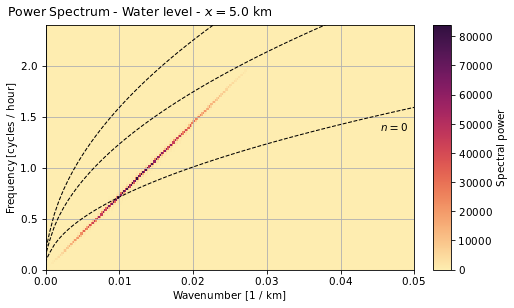 Power Spectrum - Water level - x = 5.0 km
Frequency [cycles / hour]
2.0
1.5
1.0
0.5
0.0
n = 0
0.00 0.01 0.02 0.03 0.04 0.05
Wavenumber [1 / km]
80000
70000
60000
50000
40000
30000
20000
10000
0
Spectral power